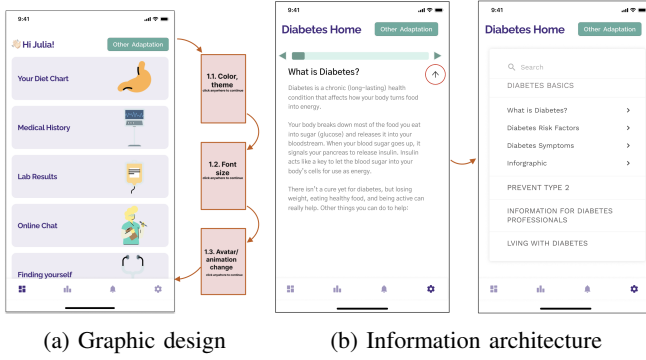 9:41
Hi Julia!
Other Adaptation
Your Diet Chart
Medical History
Lab Results
Online Chat
Finding yourself
1.1. Color,
theme
click anywhere to continue
1.2. Font
size
click anywhere to continue
1.3. Avatar/
animation
change
click anywhere to continue
(a) Graphic design
9:41
Diabetes Home
Other Adaptation
What is Diabetes?
Diabetes is a chronic (long-lasting) health
condition that affects how your body turns food
into energy.
Your body breaks down most of the food you eat
into sugar (glucose) and releases it into your
bloodstream. When your blood sugar goes up, it
signals your pancreas to release insulin. Insulin
acts like a key to let the blood sugar into your
body's cells for use as energy.
There isn't a cure yet for diabetes, but losing
weight, eating healthy food, and being active can
really help. Other things you can do to help:
9:41
Diabetes Home
Other Adaptation
Search
DIABETES BASICS
What is Diabetes?
Diabetes Risk Factors
Diabetes Symptoms
Inforgraphic
PREVENT TYPE 2
INFORMATION FOR DIABETES
PROFESSIONALS
LVING WITH DIABETES
(b) Information architecture